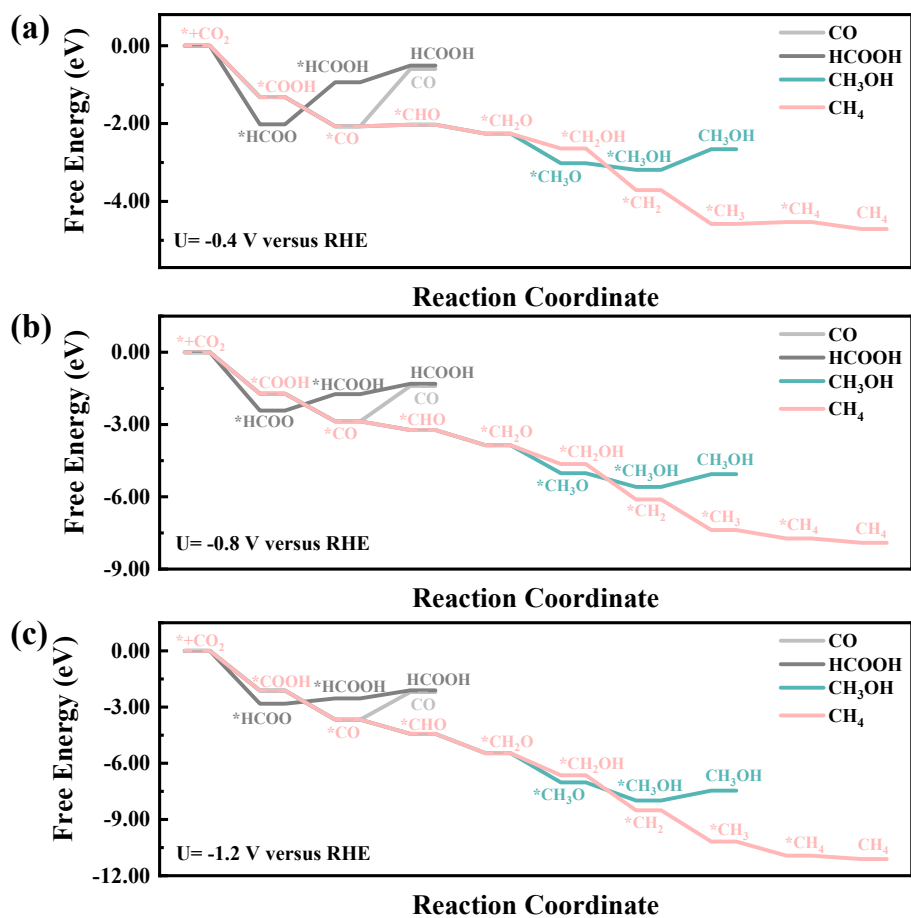 (a)
Free Energy (eV)
0.00
-2.00
-4.00
*+CO₂
*COOH
*HCOO
*HCOOH
*CO
HCOOH
CO
*CHO
*CH₂O
*CH₂OH
*CH₃O
*CH₃OH
*CH₂
CH₃OH
*CH₃
*CH₄
CH₄
CO
HCOOH
CH₃OH
CH₄
U= -0.4 V versus RHE
Reaction Coordinate
(b)
Free Energy (eV)
0.00
-3.00
-6.00
-9.00
*+CO₂
*COOH
*HCOO
*HCOOH
*CO
HCOOH
CO
*CHO
*CH₂O
*CH₂OH
*CH₃O
*CH₃OH
*CH₂
CH₃OH
*CH₃
*CH₄
CH₄
CO
HCOOH
CH₃OH
CH₄
U= -0.8 V versus RHE
Reaction Coordinate
(c)
Free Energy (eV)
0.00
-3.00
-6.00
-9.00
-12.00
*+CO₂
*COOH
*HCOO
*HCOOH
*CO
HCOOH
CO
*CHO
*CH₂O
*CH₂OH
*CH₃O
*CH₃OH
*CH₂
CH₃OH
*CH₃
*CH₄
CH₄
CO
HCOOH
CH₃OH
CH₄
U= -1.2 V versus RHE
Reaction Coordinate